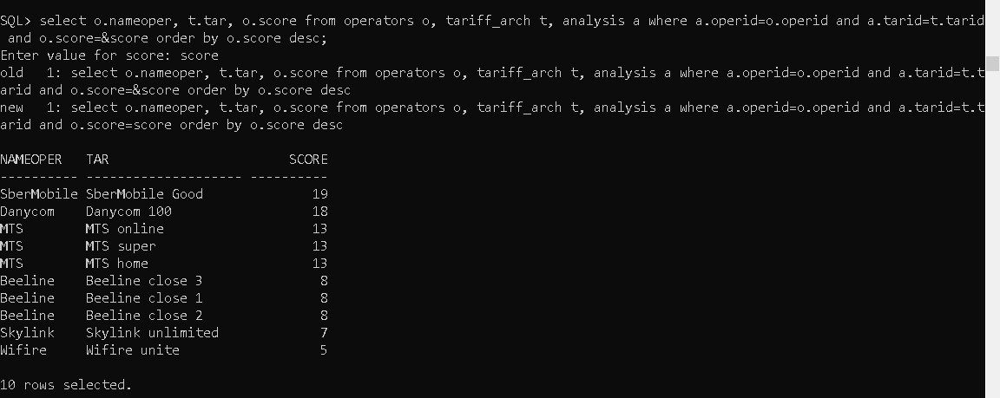 SQL> select o.nameoper, t.tar, o.score from operators o, tariff_arch t, analysis a where a.operid=o.operid and a.tarid=t.tarid
 and o.score=&score order by o.score desc;
Enter value for score: score
old   1: select o.nameoper, t.tar, o.score from operators o, tariff_arch t, analysis a where a.operid=o.operid and a.tarid=t.t
arid and o.score=&score order by o.score desc
new   1: select o.nameoper, t.tar, o.score from operators o, tariff_arch t, analysis a where a.operid=o.operid and a.tarid=t.t
arid and o.score=score order by o.score desc

NAMEOPER   TAR                       SCORE
---------- -------------------- ----------
SberMobile SberMobile Good              19
Danycom    Danycom 100                  18
MTS        MTS online                   13
MTS        MTS super                    13
MTS        MTS home                     13
Beeline    Beeline close 3               8
Beeline    Beeline close 1               8
Beeline    Beeline close 2               8
Skylink    Skylink unlimited             7
Wifire     Wifire unite                  5

10 rows selected.